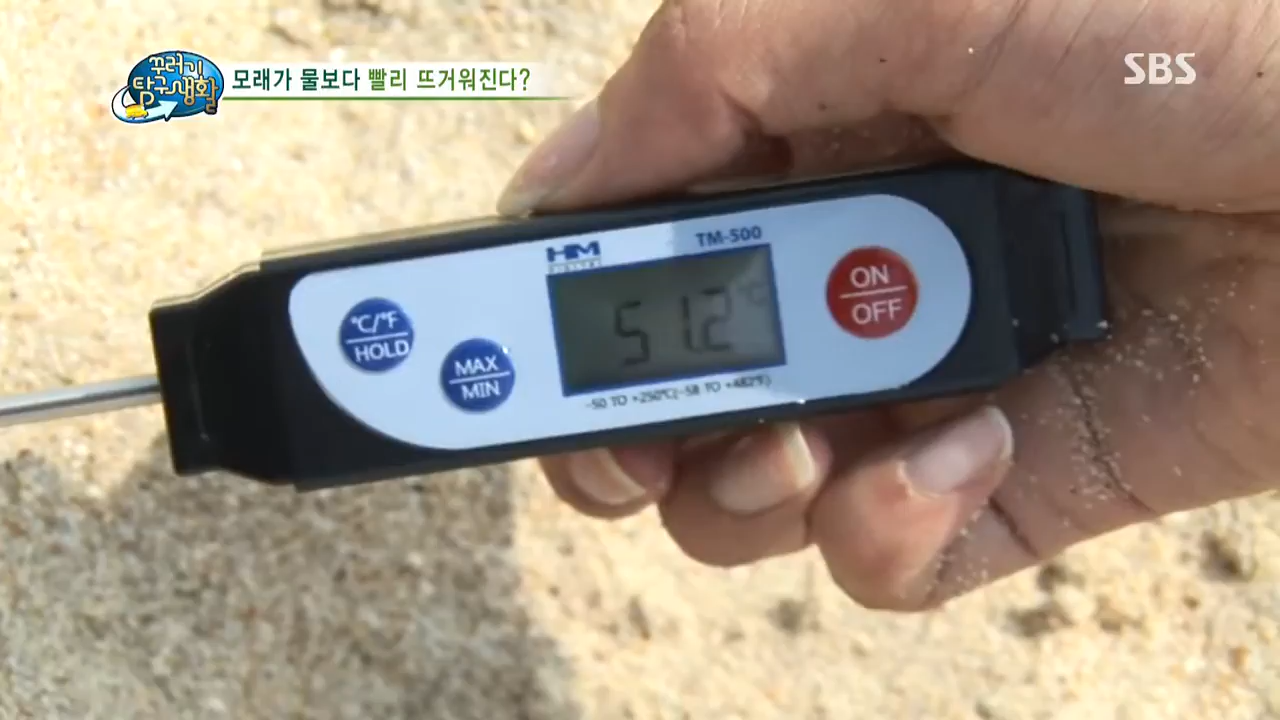 꾸러기
탐구생활
모래가 물보다 빨리 뜨거워진다?
SBS
HM
DIGITAL
TM-500
°C/°F
HOLD
MAX
MIN
51.2 °C
ON
OFF
-50 TO +250°C(-58 TO +482°F)